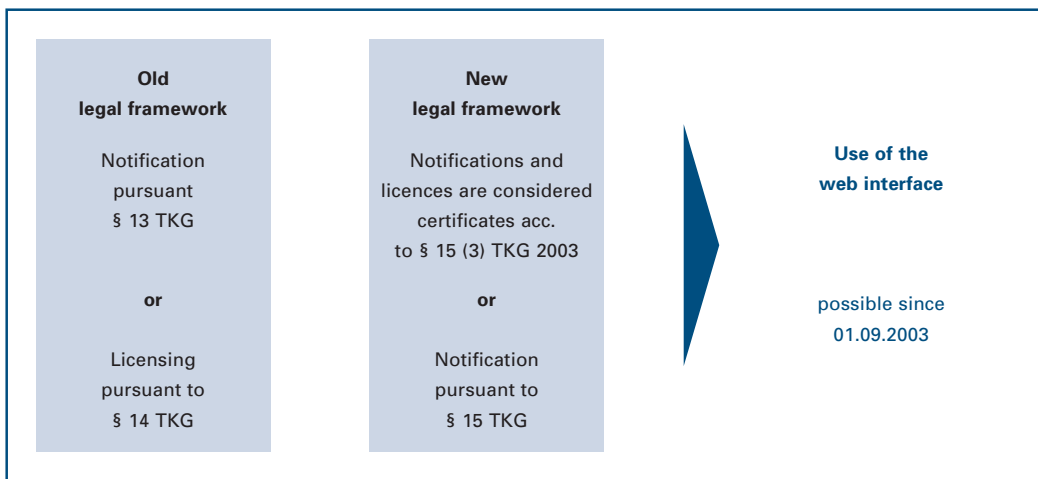 Old
legal framework
Notification
pursuant
§ 13 TKG
or
Licensing
pursuant to
§ 14 TKG
New
legal framework
Notifications and
licences are considered
certificates acc.
to § 15 (3) TKG 2003
or
Notification
pursuant to
§ 15 TKG
Use of the
web interface
possible since
01.09.2003